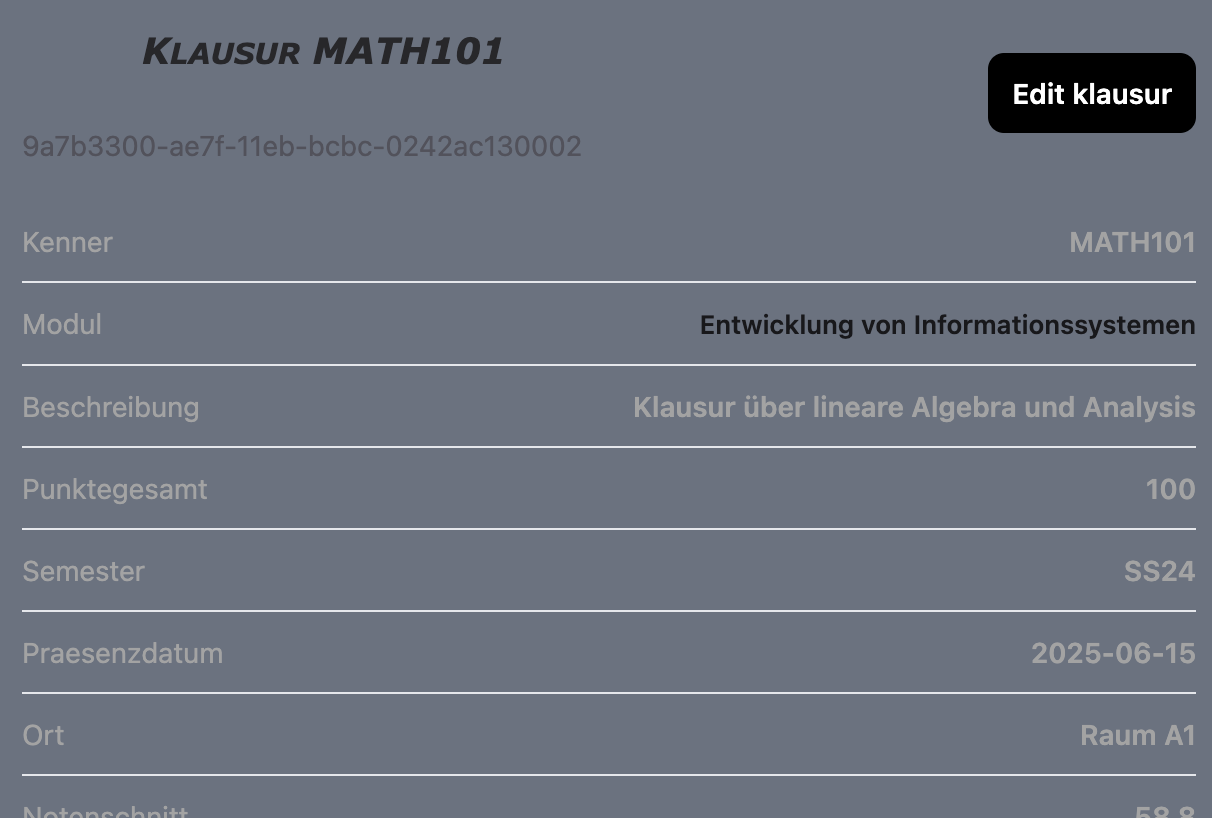 Klausur MATH101
Edit klausur
9a7b3300-ae7f-11eb-bcbc-0242ac130002
Kenner MATH101
Modul Entwicklung von Informationssystemen
Beschreibung Klausur über lineare Algebra und Analysis
Punktegesamt 100
Semester SS24
Praesenzdatum 2025-06-15
Ort Raum A1
Notenschnitt 58.8